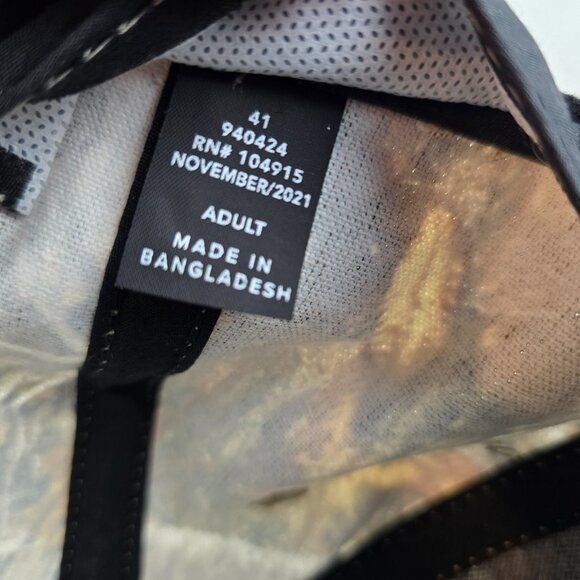 41
940424
RN# 104915
NOVEMBER/2021
ADULT
MADE IN
BANGLADESH